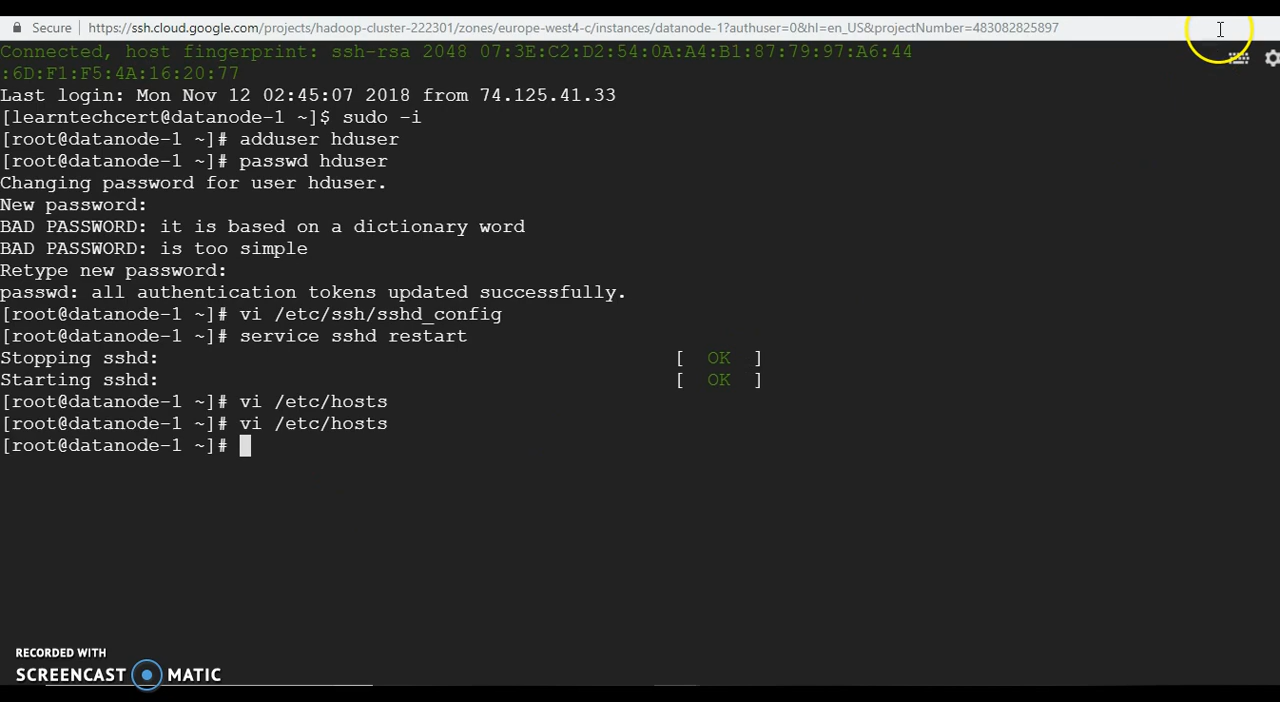 Secure https://ssh.cloud.google.com/projects/hadoop-cluster-222301/zones/europe-west4-c/instances/datanode-1?authuser=0&hl=en_US&projectNumber=483082825897
Connected, host fingerprint: ssh-rsa 2048 07:3E:C2:D2:54:0A:A4:B1:87:79:97:A6:44
:6D:F1:F5:4A:16:20:77
Last login: Mon Nov 12 02:45:07 2018 from 74.125.41.33
[learntechcert@datanode-1 ~]$ sudo -i
[root@datanode-1 ~]# adduser hduser
[root@datanode-1 ~]# passwd hduser
Changing password for user hduser.
New password:
BAD PASSWORD: it is based on a dictionary word
BAD PASSWORD: is too simple
Retype new password:
passwd: all authentication tokens updated successfully.
[root@datanode-1 ~]# vi /etc/ssh/sshd_config
[root@datanode-1 ~]# service sshd restart
Stopping sshd: [ OK ]
Starting sshd: [ OK ]
[root@datanode-1 ~]# vi /etc/hosts
[root@datanode-1 ~]# vi /etc/hosts
[root@datanode-1 ~]#
RECORDED WITH
SCREENCAST MATIC